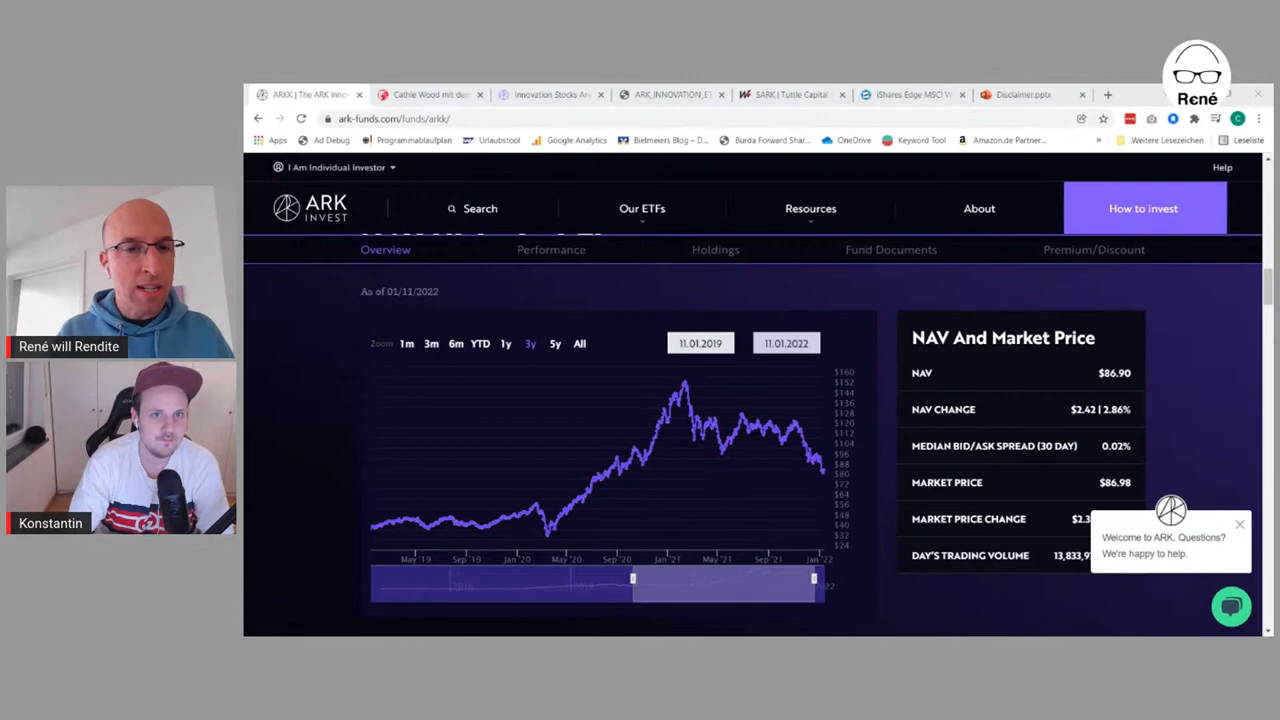 René
ARKK | The ARK Inno
Cathie Wood mit de
Innovation Stocks Ar
ARK_INNOVATION_E
SARK | Tuttle Capital
iShares Edge MSCI W
Disclaimer.pptx
ark-funds.com/funds/arkk/
C
Apps
Ad Debug
Programmablaufplan
Urlaubstool
Google Analytics
Bielmeiers Blog – D...
Burda Forward Shar...
OneDrive
Keyword Tool
Amazon.de Partner...
»
Weitere Lesezeichen
Leseliste
I Am Individual Investor
Help
ARK
INVEST
Search
Our ETFs
Resources
About
How to invest
Overview
Performance
Holdings
Fund Documents
Premium/Discount
As of 01/11/2022
Zoom 1m 3m 6m YTD 1y 3y 5y All
11.01.2019
11.01.2022
$160
$152
$144
$136
$128
$120
$112
$104
$96
$88
$80
$72
$64
$56
$48
$40
$32
$24
May '19
Sep '19
Jan '20
May '20
Sep '20
Jan '21
May '21
Sep '21
Jan '22
NAV And Market Price
NAV $86.90
NAV CHANGE $2.42 | 2.86%
MEDIAN BID/ASK SPREAD (30 DAY) 0.02%
MARKET PRICE $86.98
MARKET PRICE CHANGE $2.3
DAY'S TRADING VOLUME 13,833,9
Welcome to ARK. Questions?
We're happy to help.
René will Rendite
Konstantin